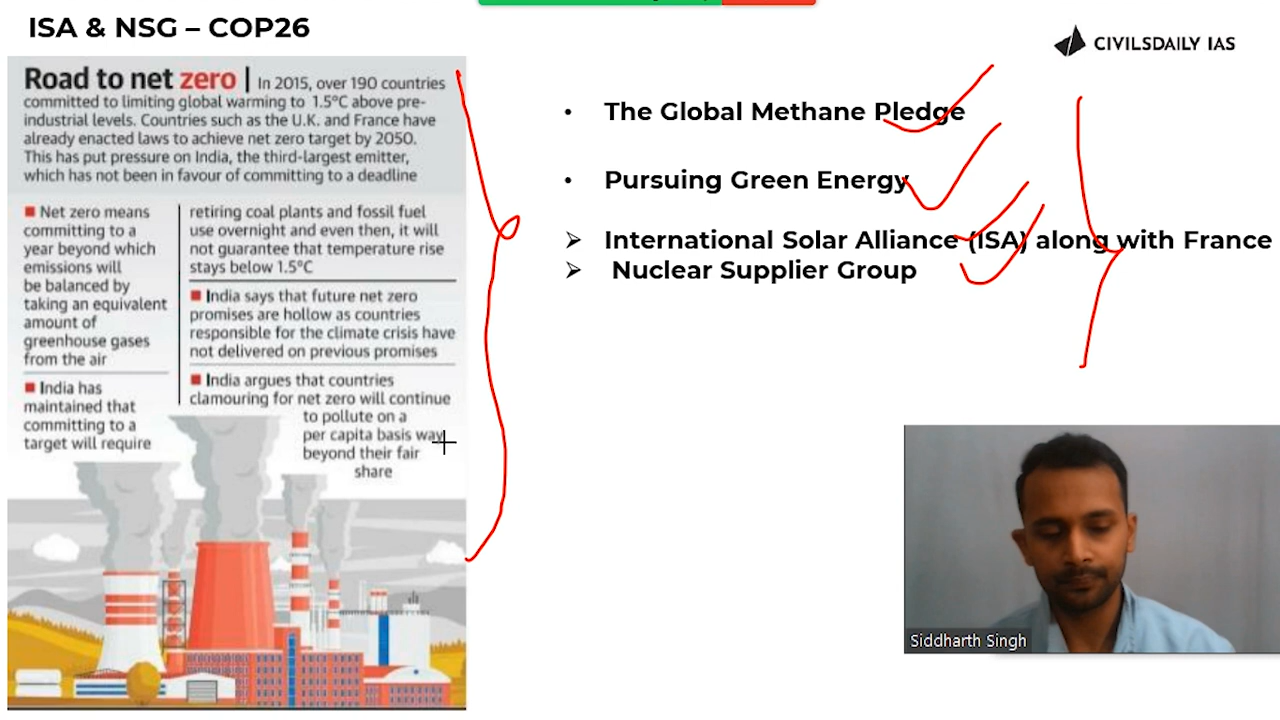 ISA & NSG – COP26
CIVILSDAILY IAS
Road to net zero | In 2015, over 190 countries
committed to limiting global warming to 1.5°C above pre-
industrial levels. Countries such as the U.K. and France have
already enacted laws to achieve net zero target by 2050.
This has put pressure on India, the third-largest emitter,
which has not been in favour of committing to a deadline
■ Net zero means
committing to a
year beyond which
emissions will
be balanced by
taking an equivalent
amount of
greenhouse gases
from the air
■ India has
maintained that
committing to a
target will require
retiring coal plants and fossil fuel
use overnight and even then, it will
not guarantee that temperature rise
stays below 1.5°C
■ India says that future net zero
promises are hollow as countries
responsible for the climate crisis have
not delivered on previous promises
■ India argues that countries
clamouring for net zero will continue
to pollute on a
per capita basis way
beyond their fair
share
• The Global Methane Pledge
• Pursuing Green Energy
➢ International Solar Alliance (ISA) along with France
➢ Nuclear Supplier Group
Siddharth Singh